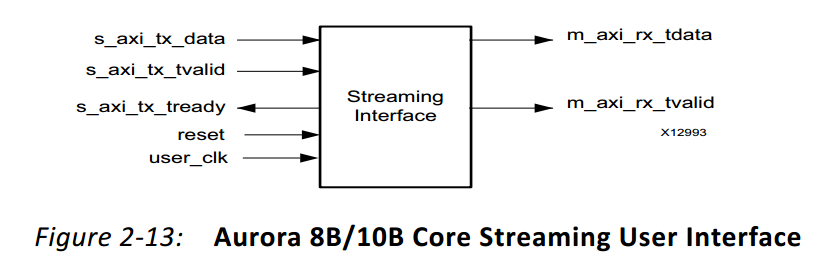 s_axi_tx_data
s_axi_tx_tvalid
s_axi_tx_tready
reset
user_clk
Streaming
Interface
m_axi_rx_tdata
m_axi_rx_tvalid
X12993
Figure 2-13: Aurora 8B/10B Core Streaming User Interface